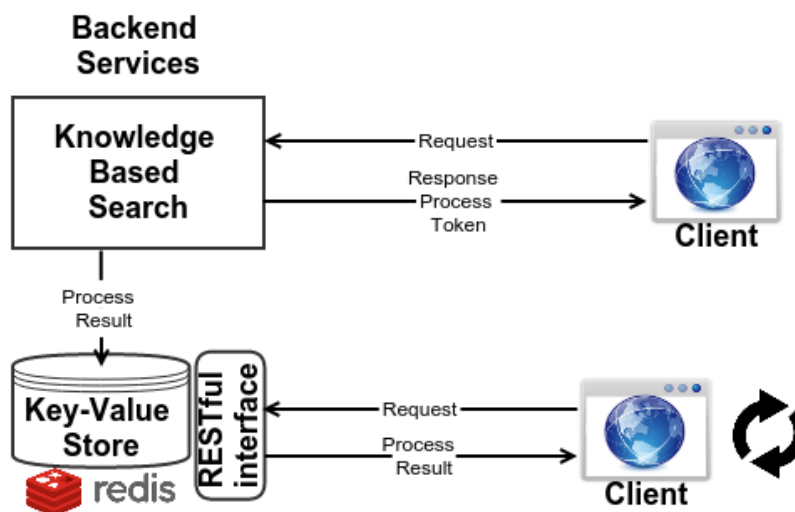 Backend
Services
Knowledge
Based
Search
Request
Response
Process
Token
Client
Process
Result
Key-Value
Store
RESTful
interface
Request
Process
Result
Client
redis